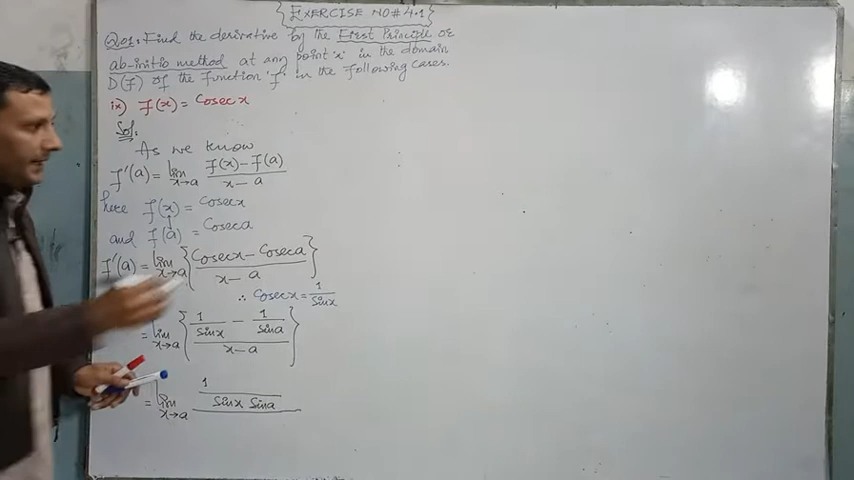 EXERCISE NO# 4.1
Q.01: Find the derivative by the First Principle or
ab-initio method at any point 'x' in the domain
D(f) of the function 'f' in the following cases.
ix) f(x) = Cosec x
Sol:
As we know
f'(a) = lim x→a f(x) - f(a) / x - a
here f(x) = Cosecx
and f(a) = Coseca
f'(a) = lim x→a { Cosecx - Coseca / x - a }
∴ Cosecx = 1/Sinx
= lim x→a { 1/Sinx - 1/Sina / x - a }
= lim x→a 1 / Sinx Sina